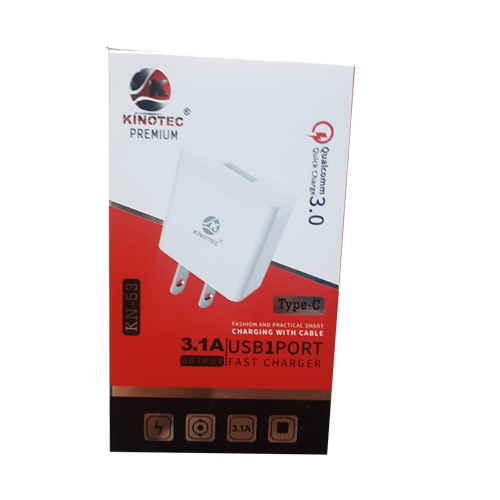 KINOTEC®
PREMIUM
Qualcomm
Quick Charge 3.0
KINOTEC
KN-53
Type-C
FASHION AND PRACTICAL SMART
CHARGING WITH CABLE
3.1A USB1PORT
OUTPUT FAST CHARGER
3.1A